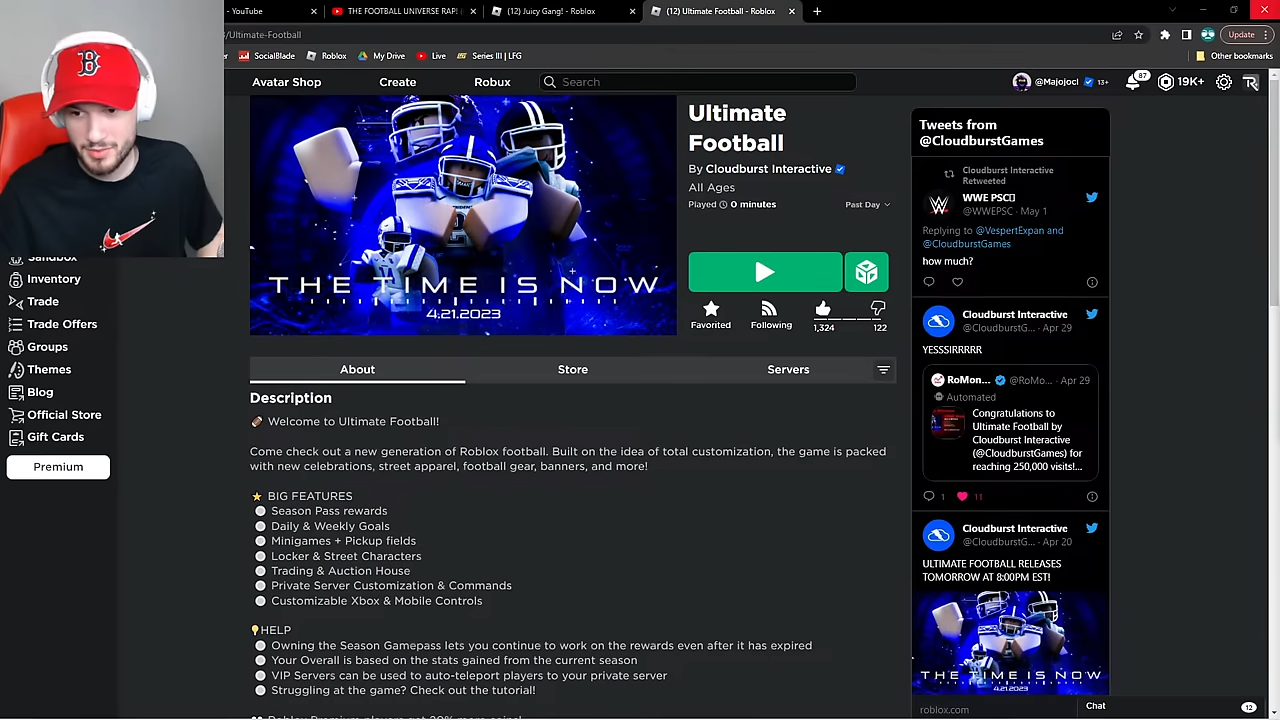 - YouTube
THE FOOTBALL UNIVERSE RAP!
(12) Juicy Gang! - Roblox
(12) Ultimate Football - Roblox
/Ultimate-Football
Update
SocialBlade
Roblox
My Drive
Live
Series III | LFG
Other bookmarks
Avatar Shop
Create
Robux
Search
@Majojocl
13+
87
19K+
B
Inventory
Trade
Trade Offers
Groups
Themes
Blog
Official Store
Gift Cards
Premium
THE TIME IS NOW
4.21.2023
Ultimate
Football
By Cloudburst Interactive
All Ages
Played 0 minutes
Past Day
Favorited
Following
1,324
122
About
Store
Servers
Description
🏈 Welcome to Ultimate Football!
Come check out a new generation of Roblox football. Built on the idea of total customization, the game is packed
with new celebrations, street apparel, football gear, banners, and more!
⭐ BIG FEATURES
⚪ Season Pass rewards
⚪ Daily & Weekly Goals
⚪ Minigames + Pickup fields
⚪ Locker & Street Characters
⚪ Trading & Auction House
⚪ Private Server Customization & Commands
⚪ Customizable Xbox & Mobile Controls
💡HELP
⚪ Owning the Season Gamepass lets you continue to work on the rewards even after it has expired
⚪ Your Overall is based on the stats gained from the current season
⚪ VIP Servers can be used to auto-teleport players to your private server
⚪ Struggling at the game? Check out the tutorial!
Tweets from
@CloudburstGames
Cloudburst Interactive
Retweeted
WWE PSC
@WWEPSC · May 1
Replying to @VespertExpan and
@CloudburstGames
how much?
Cloudburst Interactive
@CloudburstG... · Apr 29
YESSSIRRRRR
RoMon... @RoMo... · Apr 29
Automated
Congratulations to
Ultimate Football by
Cloudburst Interactive
(@CloudburstGames) for
reaching 250,000 visits!...
1
11
Cloudburst Interactive
@CloudburstG... · Apr 20
ULTIMATE FOOTBALL RELEASES
TOMORROW AT 8:00PM EST!
THE TIME IS NOW
4.21.2023
roblox.com
Chat
12